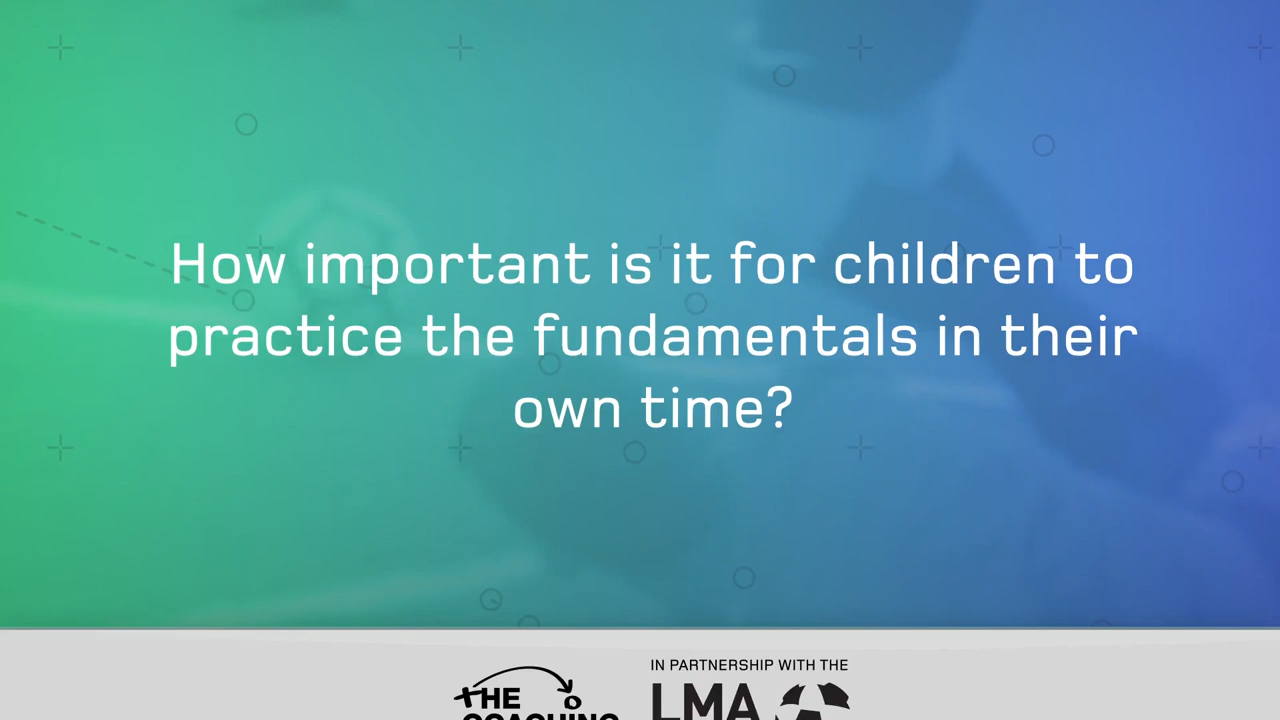 How important is it for children to
practice the fundamentals in their
own time?
IN PARTNERSHIP WITH THE
THE
COACHING
LMA